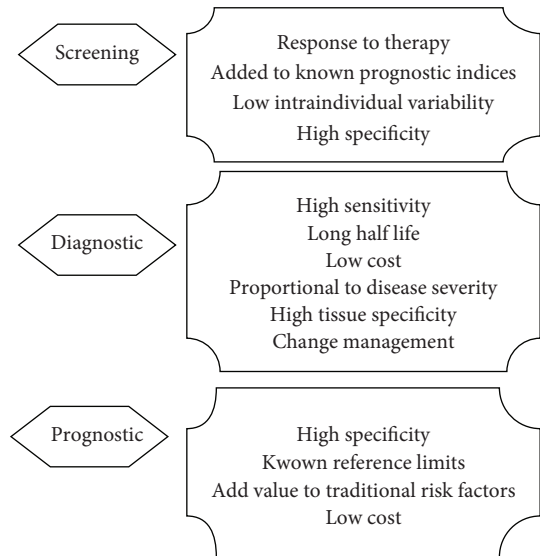 Screening
Response to therapy
Added to known prognostic indices
Low intraindividual variability
High specificity
Diagnostic
High sensitivity
Long half life
Low cost
Proportional to disease severity
High tissue specificity
Change management
Prognostic
High specificity
Kwown reference limits
Add value to traditional risk factors
Low cost